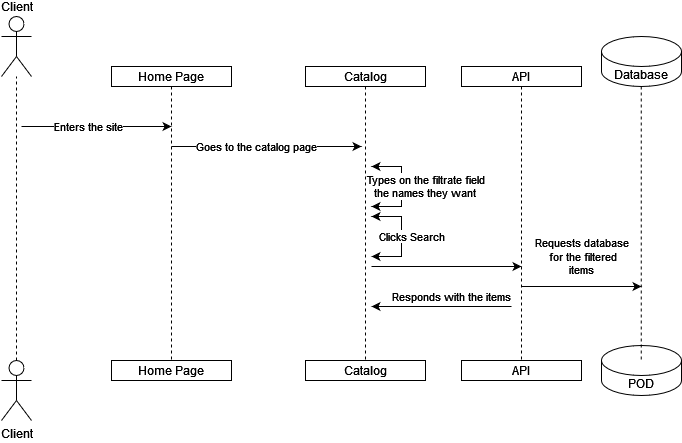 Client
Home Page
Catalog
API
Database
Enters the site
Goes to the catalog page
Types on the filtrate field
the names they want
Clicks Search
Requests database
for the filtered
items
Responds with the items
Home Page
Catalog
API
POD
Client